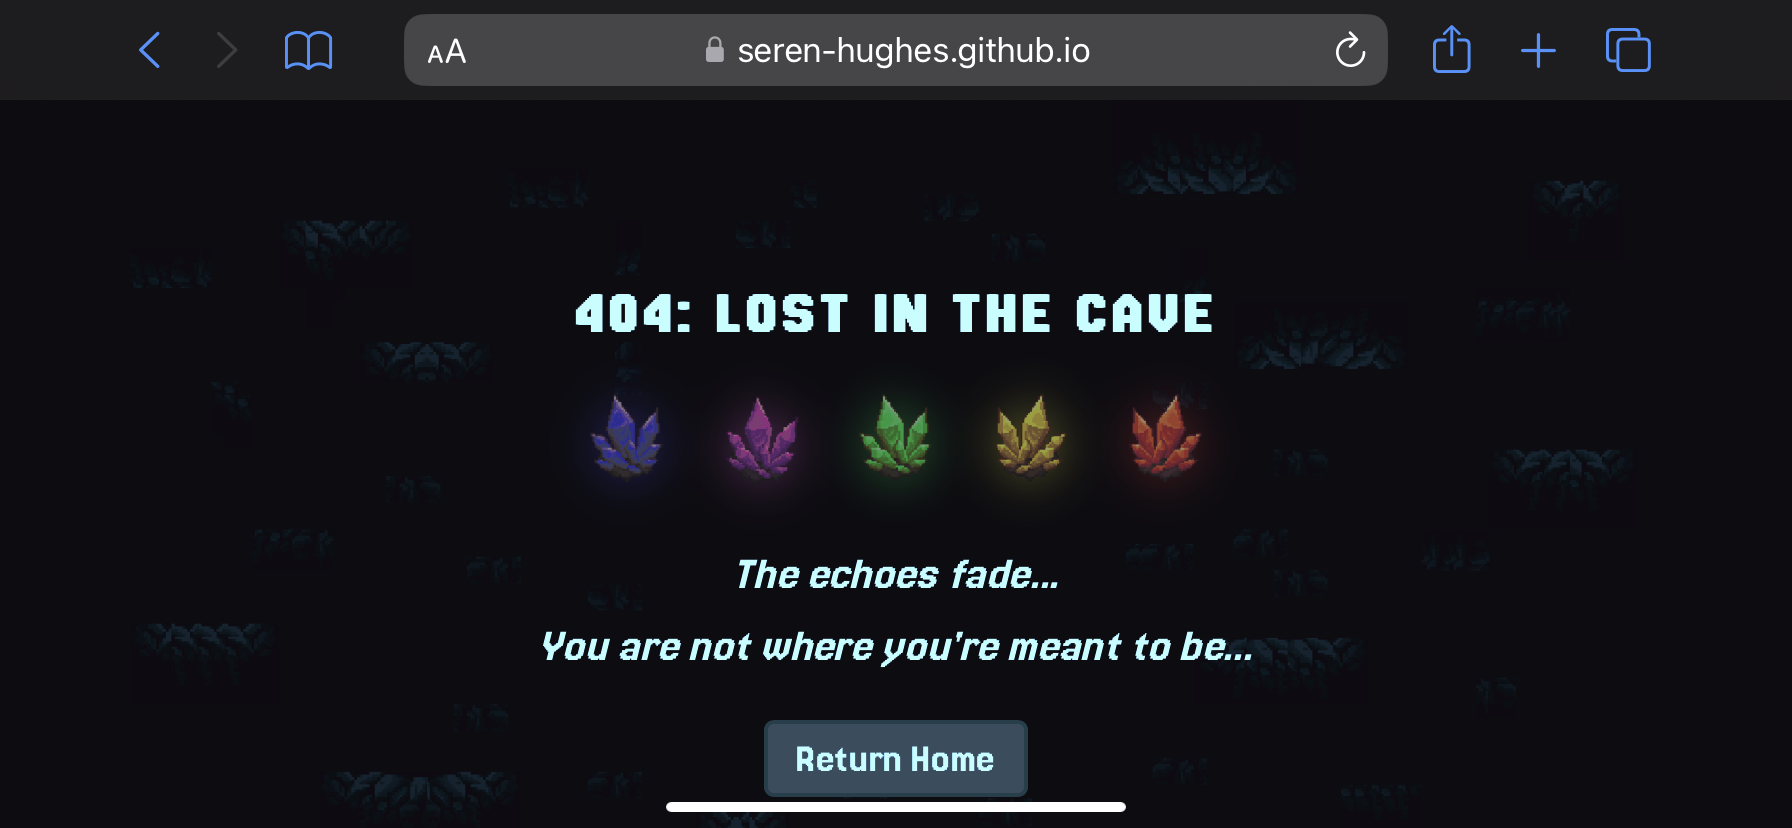 AA
seren-hughes.github.io
404: LOST IN THE CAVE
The echoes fade...
You are not where you're meant to be...
Return Home